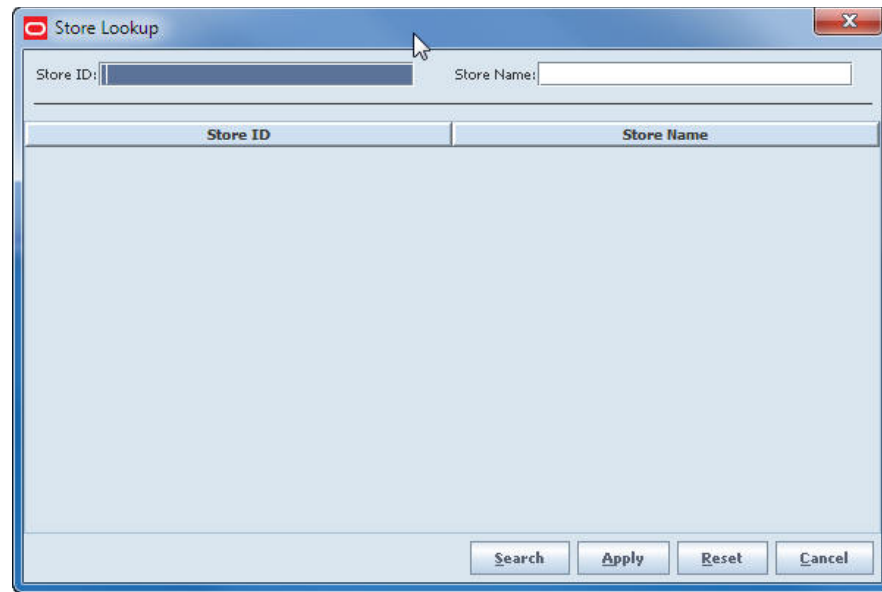 Store Lookup
Store ID: Store Name:
Store ID Store Name
Search Apply Reset Cancel